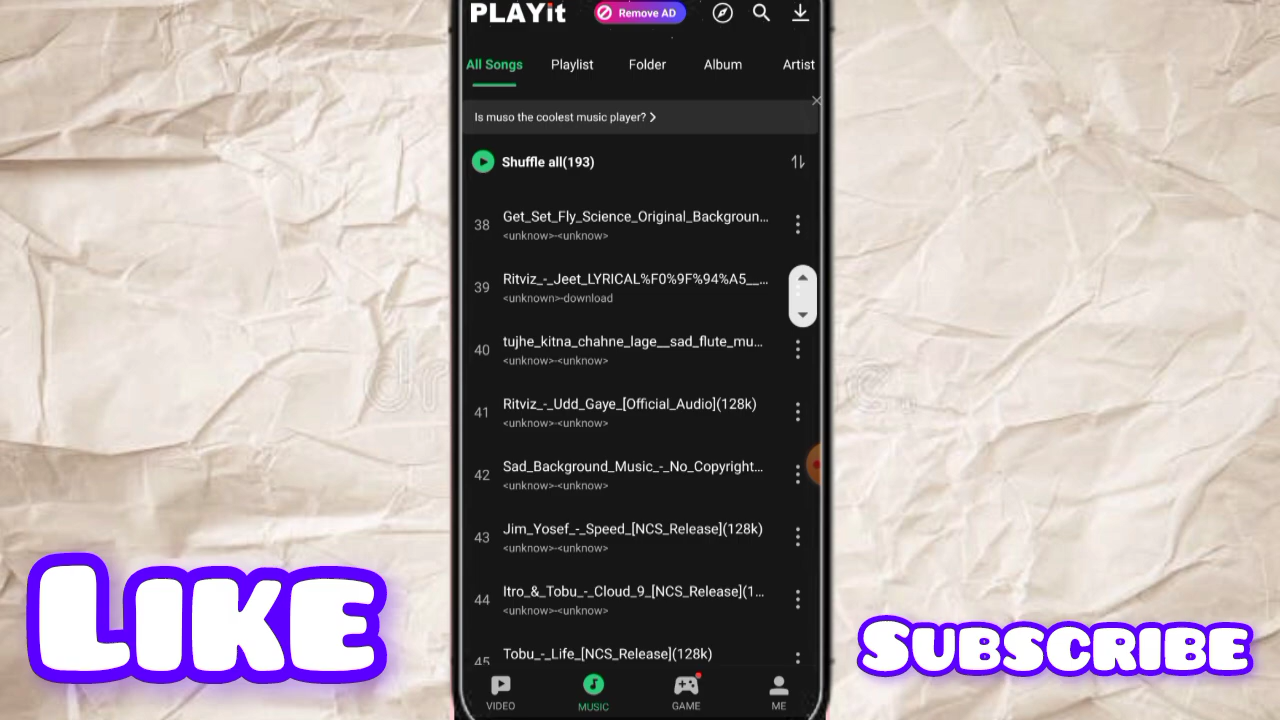 PLAYit
Remove AD
All Songs Playlist Folder Album Artist
Is muso the coolest music player?
Shuffle all(193)
38 Get_Set_Fly_Science_Original_Backgroun...
<unknow>-<unknow>
39 Ritviz_-_Jeet_LYRICAL%F0%9F%94%A5__...
<unknown>-download
40 tujhe_kitna_chahne_lage__sad_flute_mu...
<unknow>-<unknow>
41 Ritviz_-_Udd_Gaye_[Official_Audio](128k)
<unknow>-<unknow>
42 Sad_Background_Music_-_No_Copyright...
<unknow>-<unknow>
43 Jim_Yosef_-_Speed_[NCS_Release](128k)
<unknow>-<unknow>
44 Itro_&_Tobu_-_Cloud_9_[NCS_Release](1...
<unknow>-<unknow>
45 Tobu_-_Life_[NCS_Release](128k)
VIDEO MUSIC GAME ME
LIKE
SUBSCRIBE